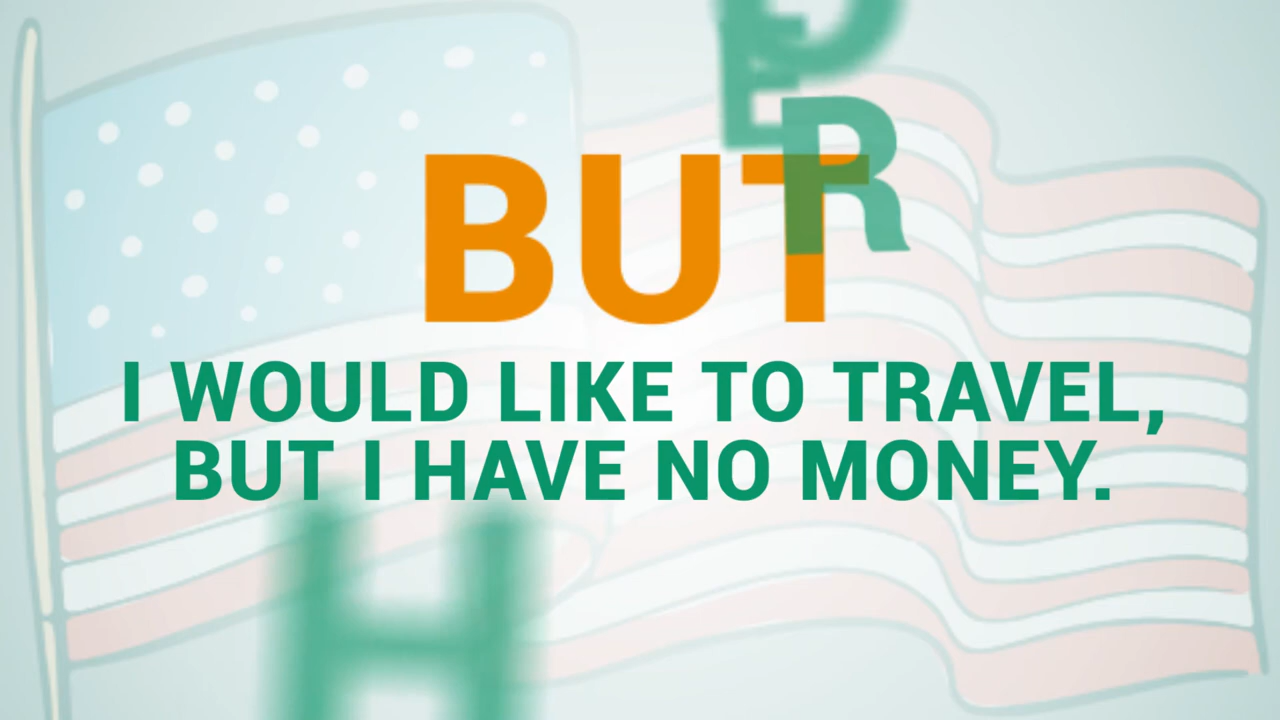 BUT
I WOULD LIKE TO TRAVEL,
BUT I HAVE NO MONEY.
E
R
H